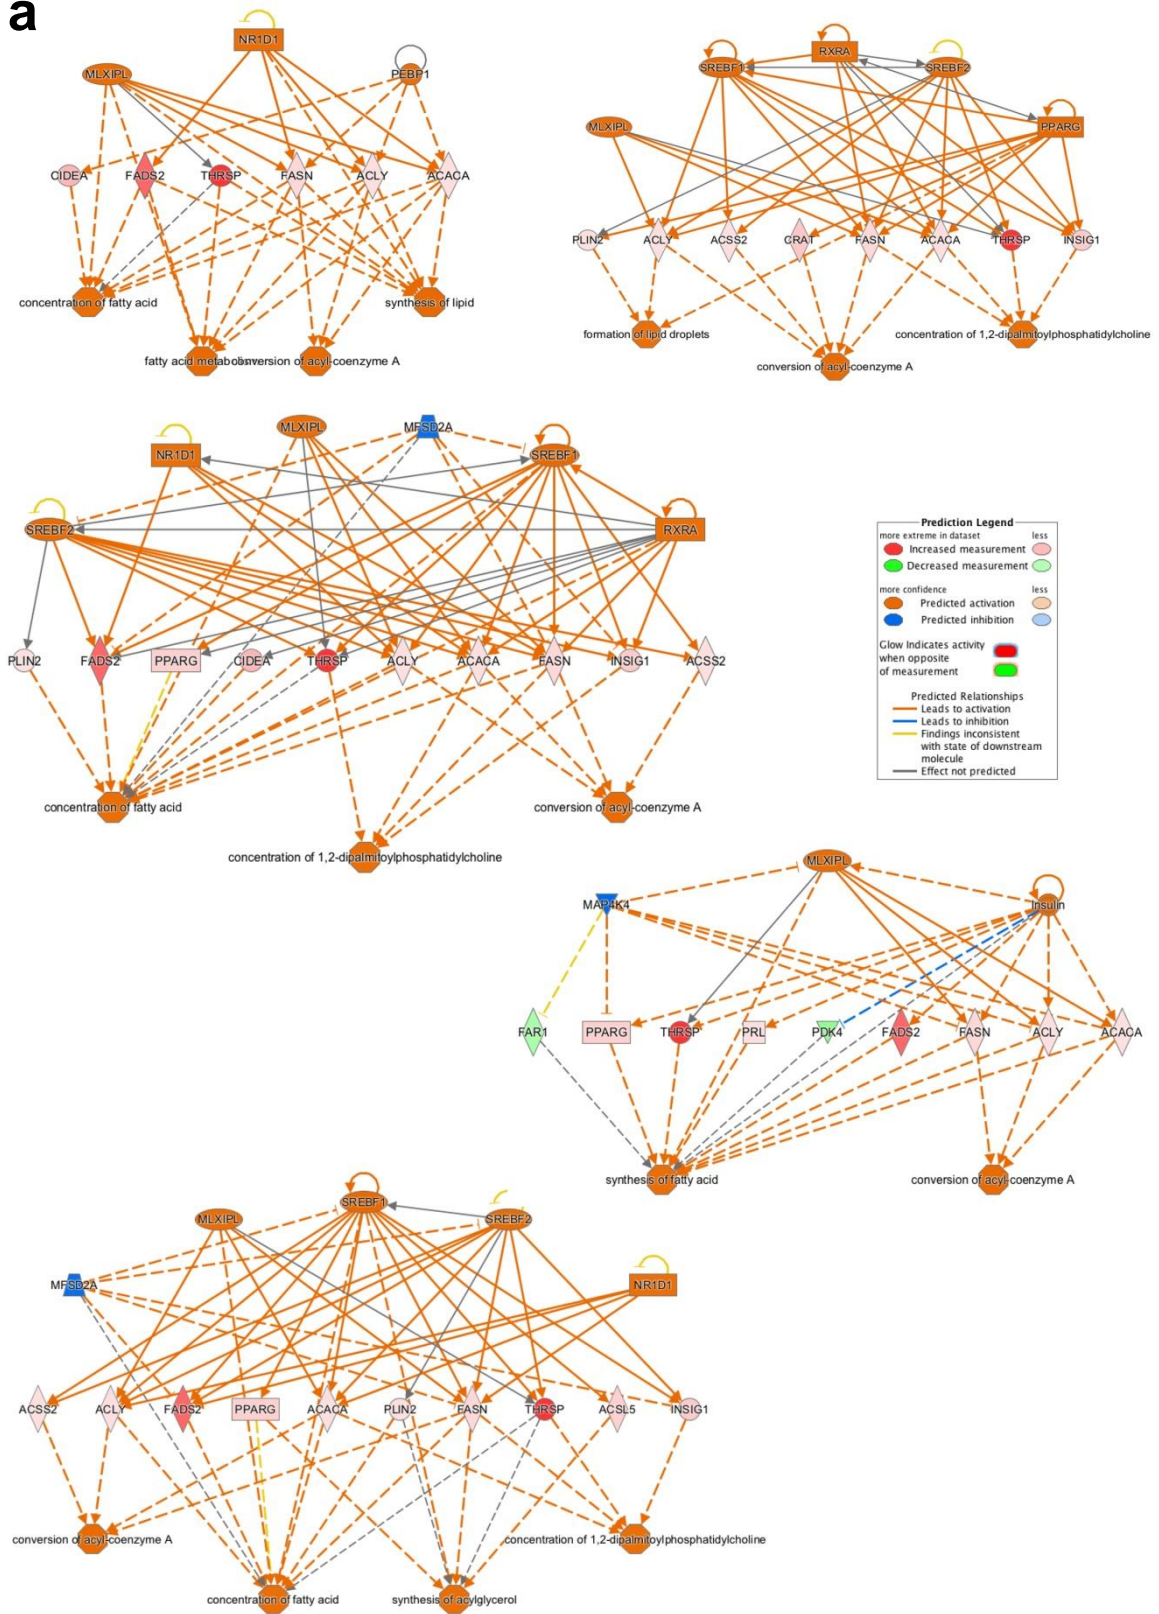 a
NR1D1
MLXIPL
PEBP1
CIDEA
FADS2
THRSP
FASN
ACLY
ACACA
concentration of fatty acid
synthesis of lipid
fatty acid metabolism
conversion of acyl-coenzyme A
RXRA
SREBF1
SREBF2
MLXIPL
PPARG
PLIN2
ACLY
ACSS2
CRAT
FASN
ACACA
THRSP
INSIG1
formation of lipid droplets
concentration of 1,2-dipalmitoylphosphatidylcholine
conversion of acyl-coenzyme A
MLXIPL
MFSD2A
NR1D1
SREBF1
SREBF2
RXRA
PLIN2
FADS2
PPARG
CIDEA
THRSP
ACLY
ACACA
FASN
INSIG1
ACSS2
concentration of fatty acid
conversion of acyl-coenzyme A
concentration of 1,2-dipalmitoylphosphatidylcholine
Prediction Legend
more extreme in dataset less
Increased measurement
Decreased measurement
more confidence less
Predicted activation
Predicted inhibition
Glow Indicates activity
when opposite
of measurement
Predicted Relationships
Leads to activation
Leads to inhibition
Findings inconsistent
with state of downstream
molecule
Effect not predicted
MLXIPL
MAP4K4
Insulin
FAR1
PPARG
THRSP
PRL
PDK4
FADS2
FASN
ACLY
ACACA
synthesis of fatty acid
conversion of acyl-coenzyme A
SREBF1
MLXIPL
SREBF2
MFSD2A
NR1D1
ACSS2
ACLY
FADS2
PPARG
ACACA
PLIN2
FASN
THRSP
ACSL5
INSIG1
conversion of acyl-coenzyme A
concentration of 1,2-dipalmitoylphosphatidylcholine
concentration of fatty acid
synthesis of acylglycerol